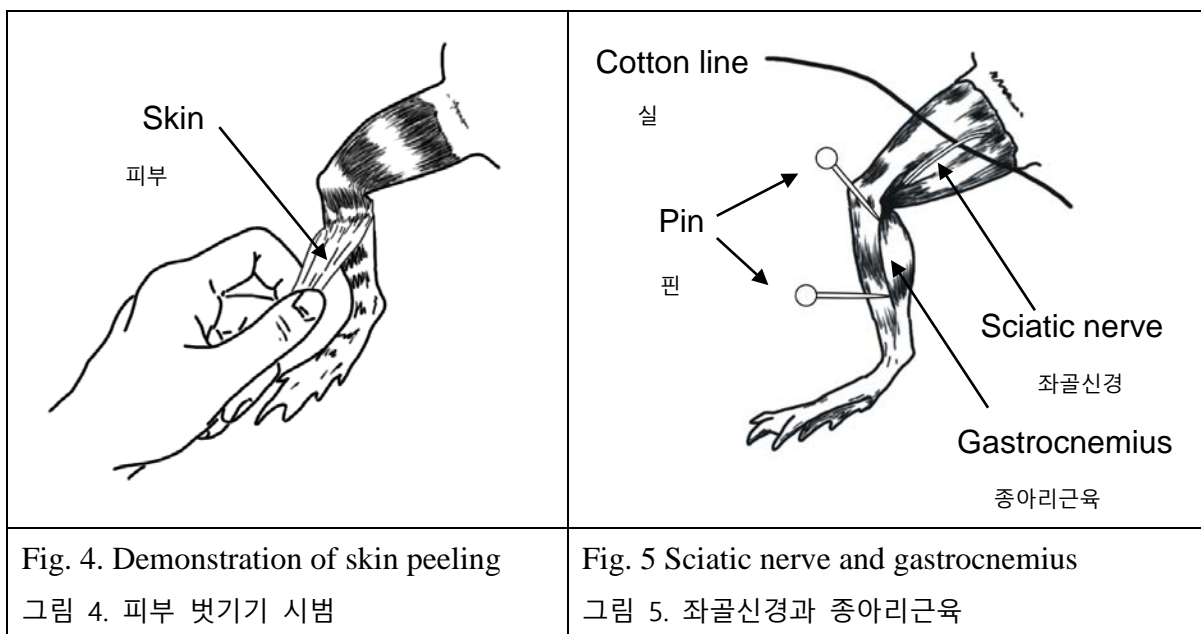 Skin
피부
Cotton line
실
Pin
핀
Sciatic nerve
좌골신경
Gastrocnemius
종아리근육
Fig. 4. Demonstration of skin peeling
그림 4. 피부 벗기기 시범
Fig. 5 Sciatic nerve and gastrocnemius
그림 5. 좌골신경과 종아리근육